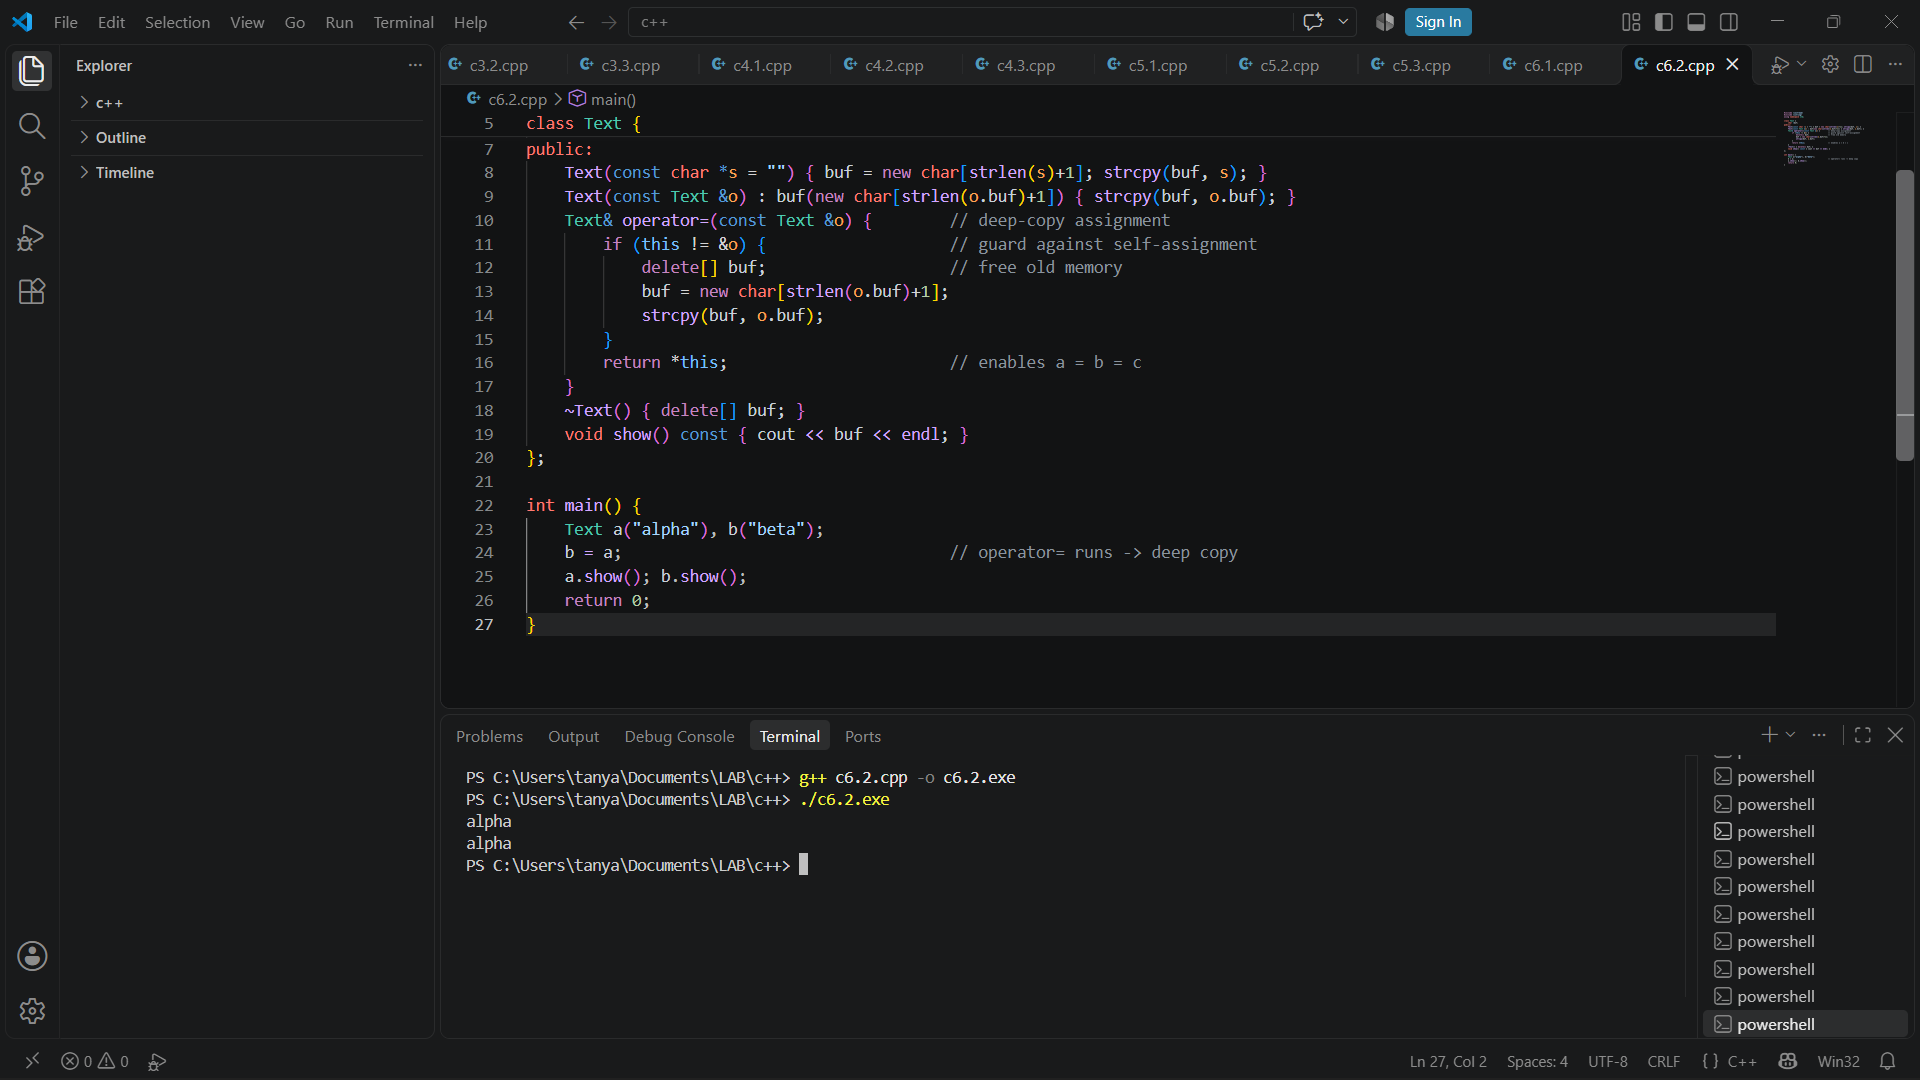 File Edit Selection View Go Run Terminal Help
c++
Sign In
Explorer
c++
Outline
Timeline
c3.2.cpp c3.3.cpp c4.1.cpp c4.2.cpp c4.3.cpp c5.1.cpp c5.2.cpp c5.3.cpp c6.1.cpp c6.2.cpp
c6.2.cpp > main()
5 class Text {
7 public:
8 Text(const char *s = "") { buf = new char[strlen(s)+1]; strcpy(buf, s); }
9 Text(const Text &o) : buf(new char[strlen(o.buf)+1]) { strcpy(buf, o.buf); }
10 Text& operator=(const Text &o) { // deep-copy assignment
11 if (this != &o) { // guard against self-assignment
12 delete[] buf; // free old memory
13 buf = new char[strlen(o.buf)+1];
14 strcpy(buf, o.buf);
15 }
16 return *this; // enables a = b = c
17 }
18 ~Text() { delete[] buf; }
19 void show() const { cout << buf << endl; }
20 };
21
22 int main() {
23 Text a("alpha"), b("beta");
24 b = a; // operator= runs -> deep copy
25 a.show(); b.show();
26 return 0;
27 }
Problems Output Debug Console Terminal Ports
PS C:\Users\tanya\Documents\LAB\c++> g++ c6.2.cpp -o c6.2.exe
PS C:\Users\tanya\Documents\LAB\c++> ./c6.2.exe
alpha
alpha
PS C:\Users\tanya\Documents\LAB\c++>
powershell
powershell
powershell
powershell
powershell
powershell
powershell
powershell
powershell
powershell
0 0
Ln 27, Col 2 Spaces: 4 UTF-8 CRLF {} C++ Win32